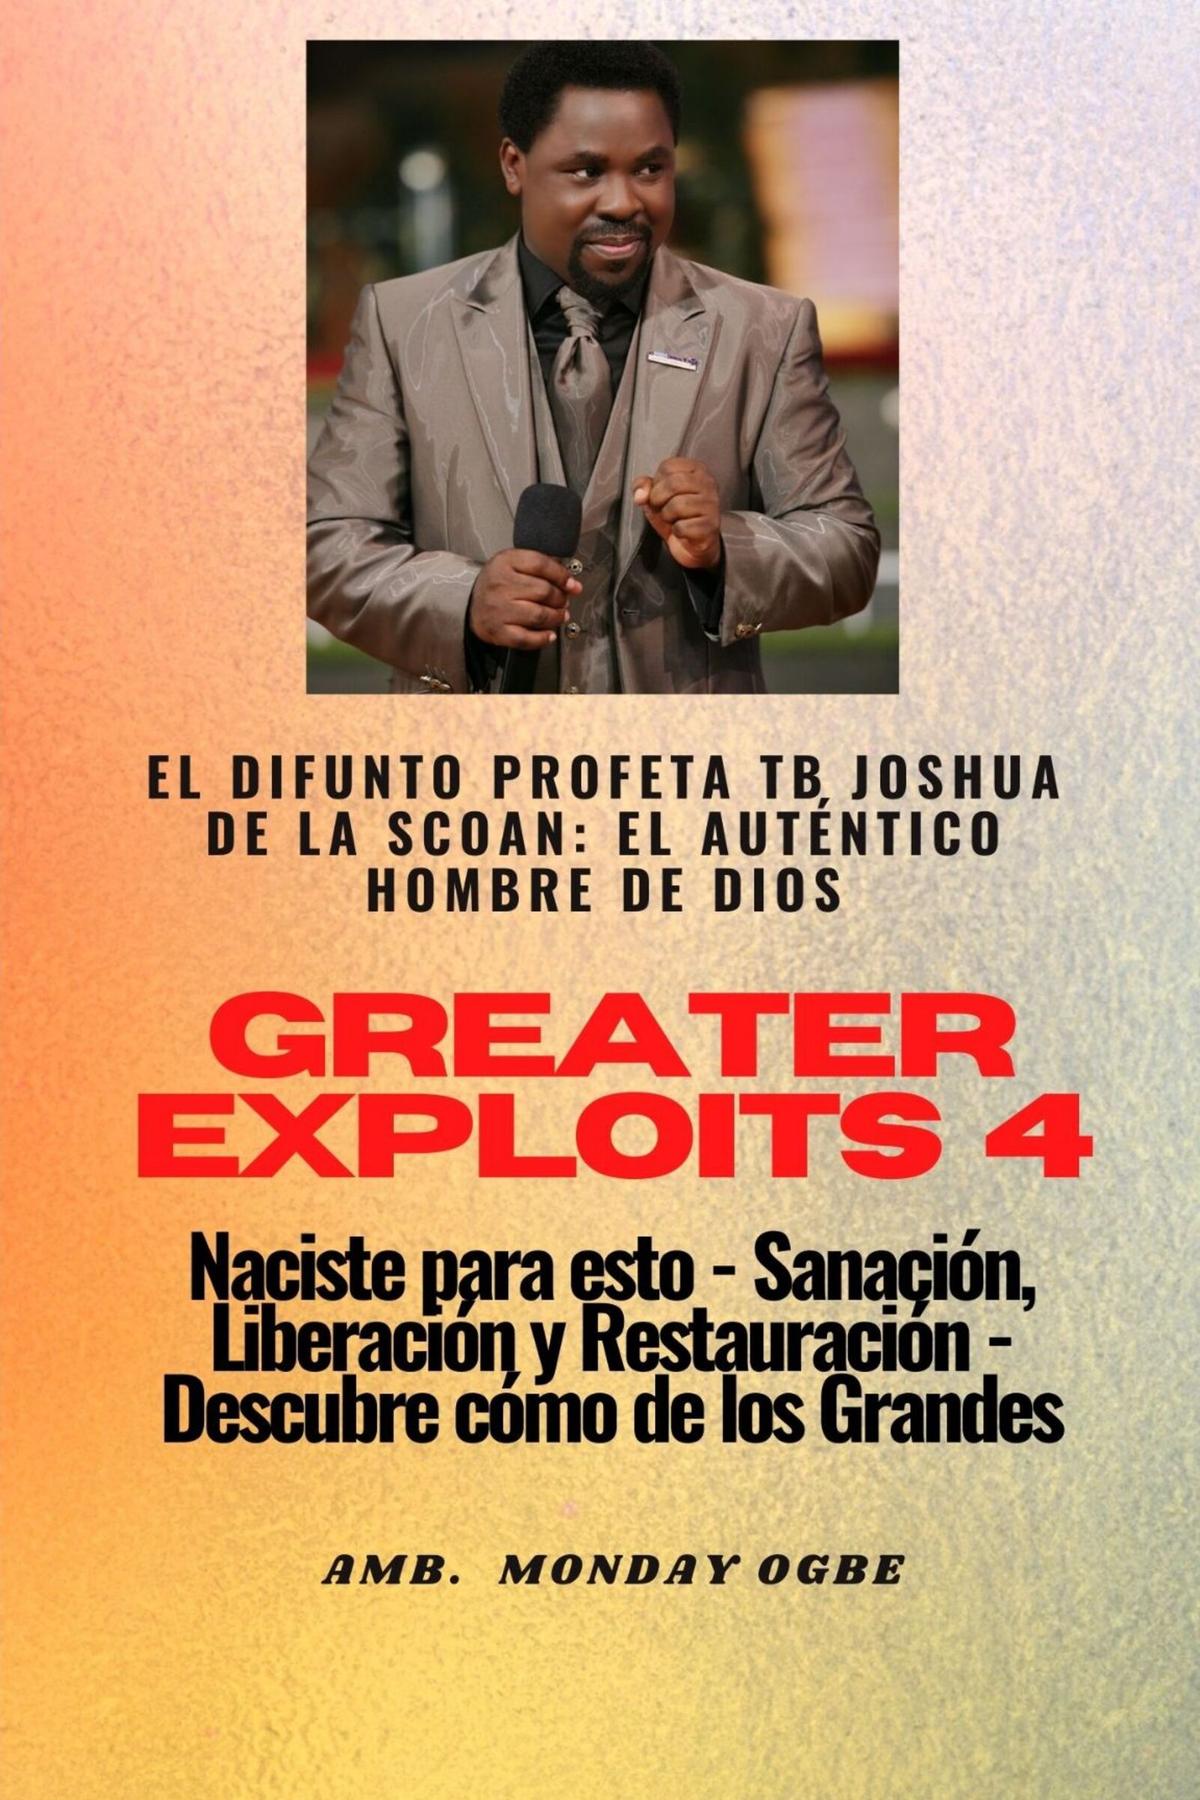 EL DIFUNTO PROFETA TB JOSHUA
DE LA SCOAN: EL AUTÉNTICO
HOMBRE DE DIOS
GREATER
EXPLOITS 4
Naciste para esto - Sanación,
Liberación y Restauración -
Descubre cómo de los Grandes
AMB. MONDAY OGBE